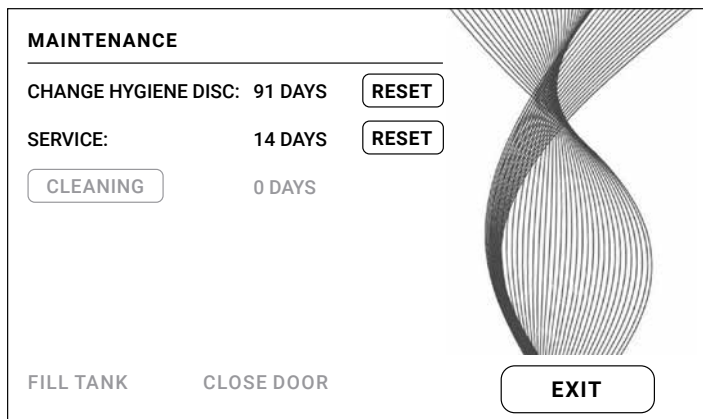 MAINTENANCE
CHANGE HYGIENE DISC: 91 DAYS RESET
SERVICE: 14 DAYS RESET
CLEANING 0 DAYS
FILL TANK CLOSE DOOR EXIT